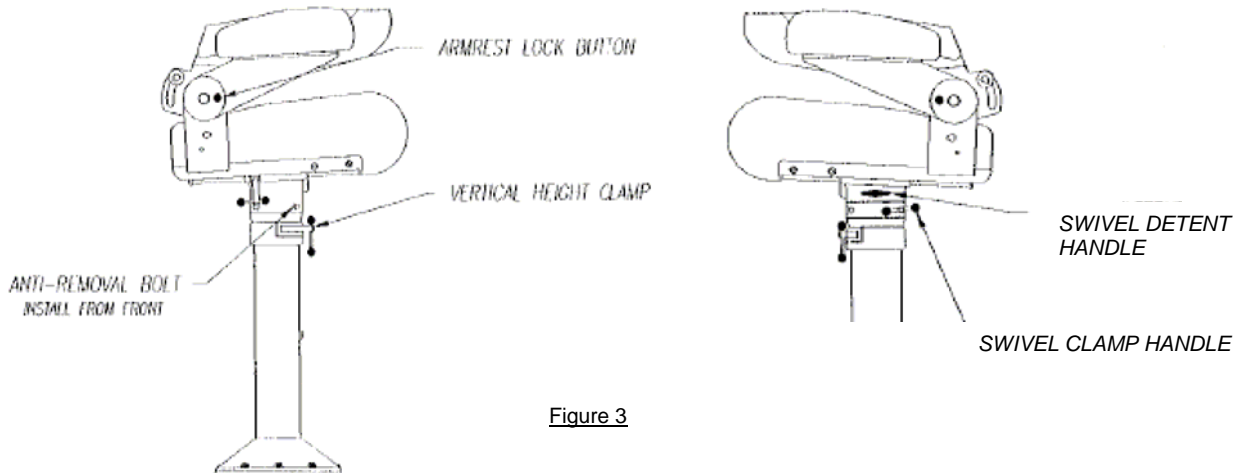 ARMREST LOCK BUTTON
VERTICAL HEIGHT CLAMP
ANTI-REMOVAL BOLT
INSTALL FROM FRONT
SWIVEL DETENT
HANDLE
SWIVEL CLAMP HANDLE
Figure 3